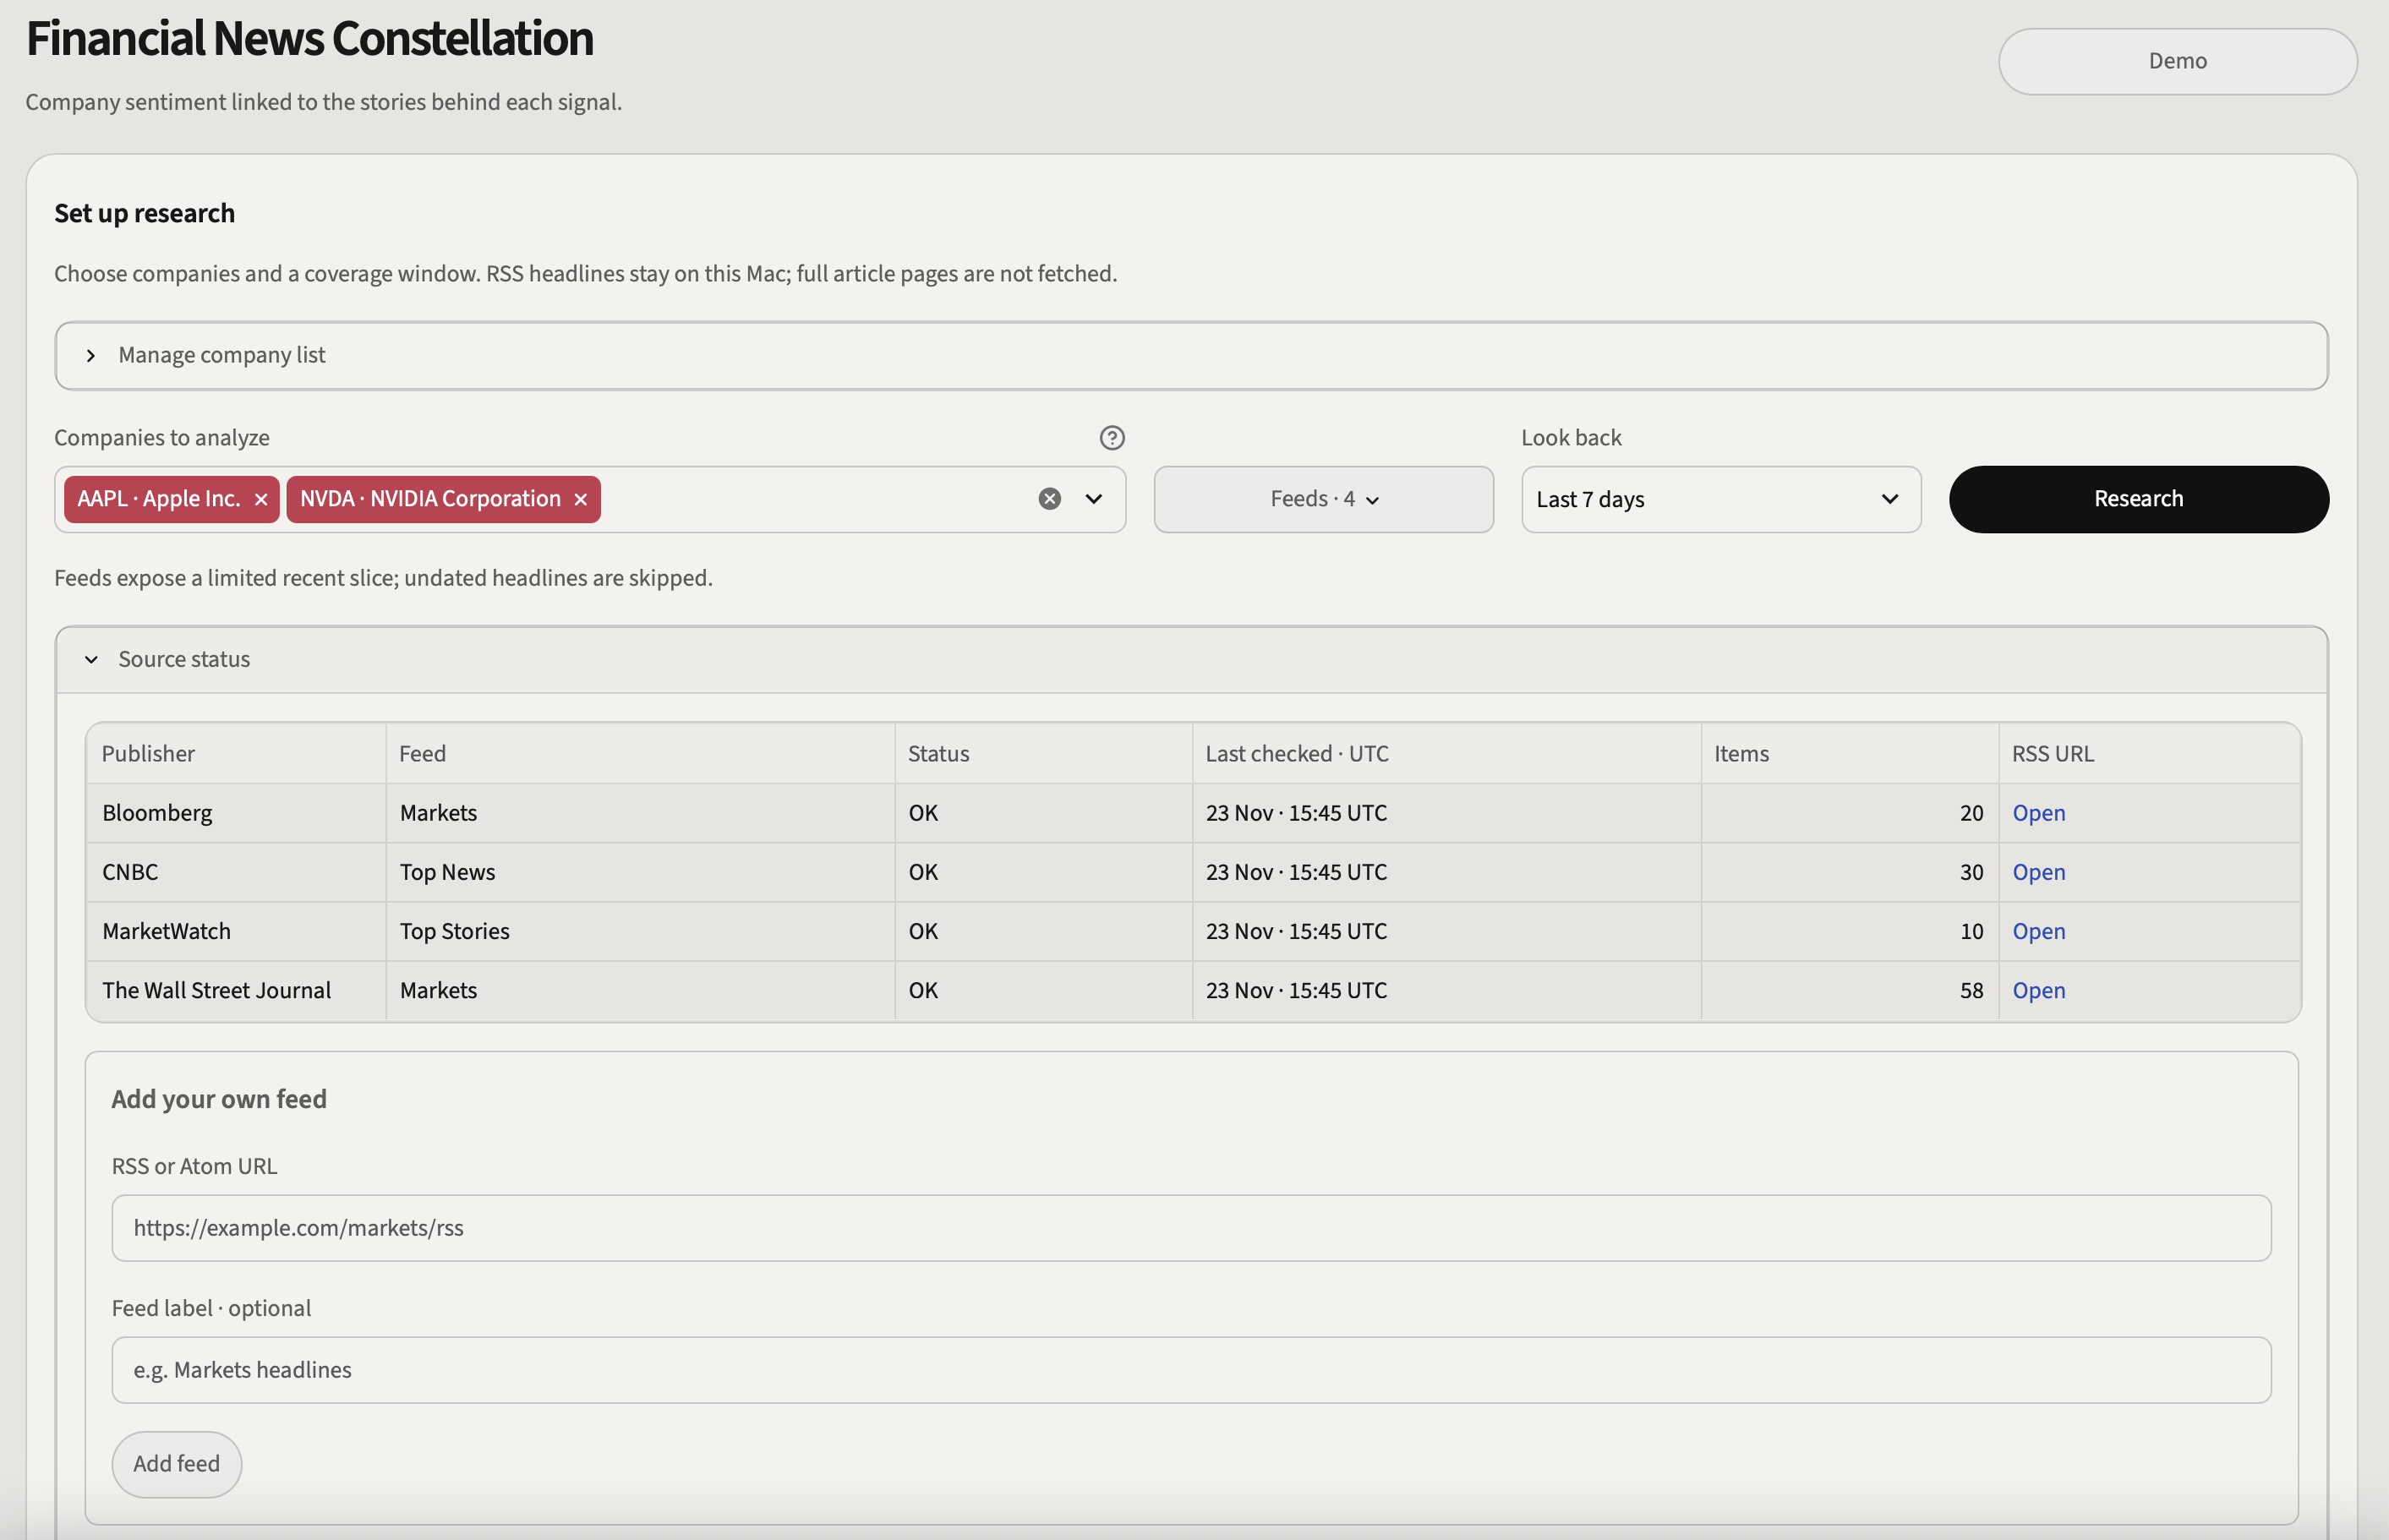 Financial News Constellation
Demo
Company sentiment linked to the stories behind each signal.
Set up research
Choose companies and a coverage window. RSS headlines stay on this Mac; full article pages are not fetched.
Manage company list
Companies to analyze
Look back
AAPL · Apple Inc.
NVDA · NVIDIA Corporation
Feeds · 4
Last 7 days
Research
Feeds expose a limited recent slice; undated headlines are skipped.
Source status
Publisher Feed Status Last checked · UTC Items RSS URL
Bloomberg Markets OK 23 Nov · 15:45 UTC 20 Open
CNBC Top News OK 23 Nov · 15:45 UTC 30 Open
MarketWatch Top Stories OK 23 Nov · 15:45 UTC 10 Open
The Wall Street Journal Markets OK 23 Nov · 15:45 UTC 58 Open
Add your own feed
RSS or Atom URL
https://example.com/markets/rss
Feed label · optional
e.g. Markets headlines
Add feed